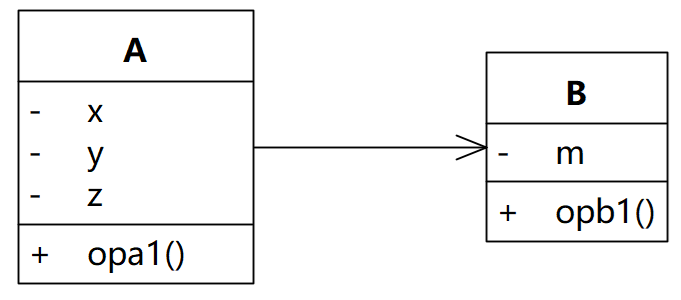 A
- x
- y
- z
+ opa1()
B
- m
+ opb1()